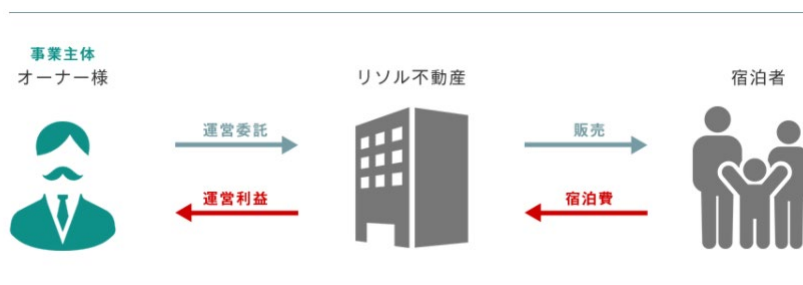 事業主体
オーナー様
リソル不動産
宿泊者
運営委託
販売
運営利益
宿泊費